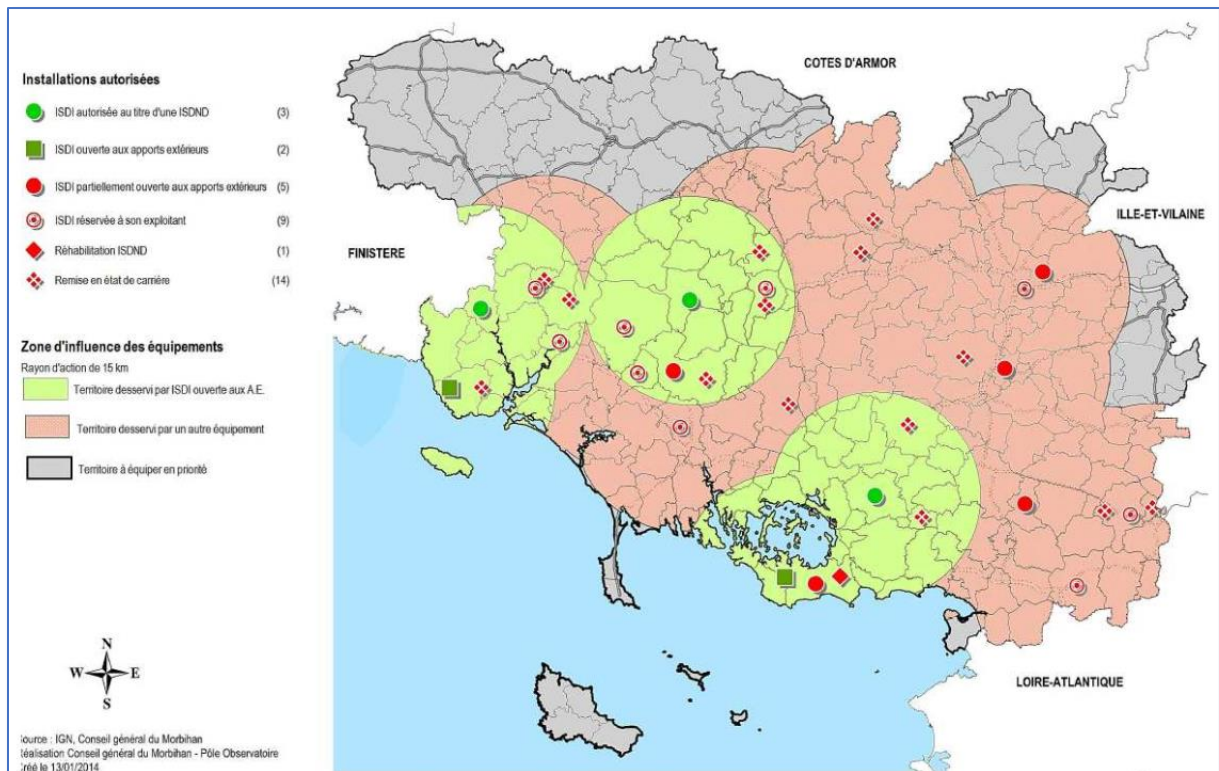 COTES D'ARMOR
ILLE-ET-VILAINE
FINISTERE
LOIRE-ATLANTIQUE
Installations autorisées
ISDI autorisée au titre d'une ISDND (3)
ISDI ouverte aux apports extérieurs (2)
ISDI partiellement ouverte aux apports extérieurs (5)
ISDI réservée à son exploitant (9)
Réhabilitation ISDND (1)
Remise en état de carrière (14)
Zone d'influence des équipements
Rayon d'action de 15 km
Territoire desservi par ISDI ouverte aux A.E.
Territoire desservi par un autre équipement
Territoire à équiper en priorité
N
W E
S
Source : IGN, Conseil général du Morbihan
Réalisation Conseil général du Morbihan - Pôle Observatoire
Créé le 13/01/2014